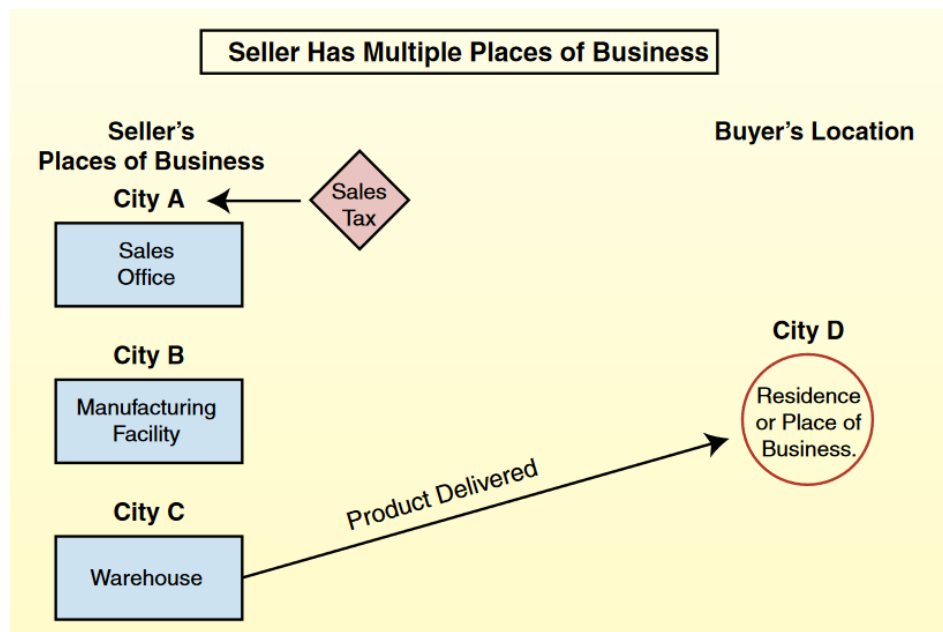 Seller Has Multiple Places of Business
Seller's
Places of Business
Buyer's Location
City A
Sales
Tax
Sales
Office
City B
Manufacturing
Facility
City D
Residence
or Place of
Business.
Product Delivered
City C
Warehouse